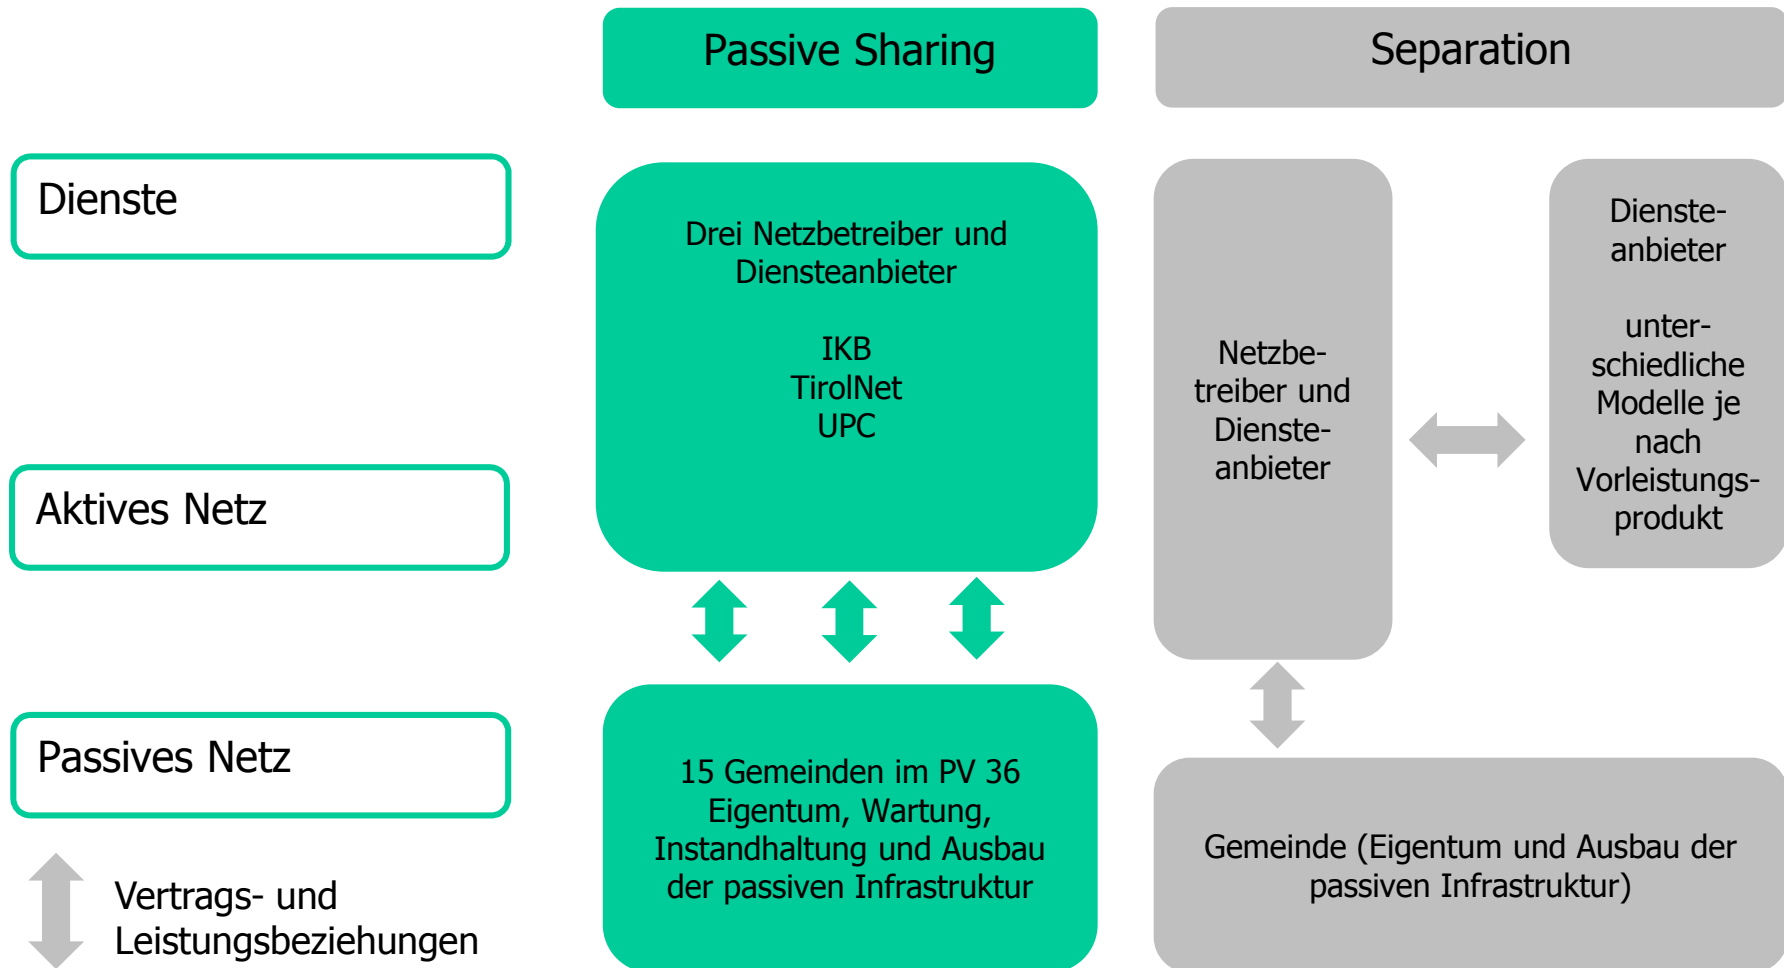 Passive Sharing
Separation
Dienste
Aktives Netz
Passives Netz
Vertrags- und
Leistungsbeziehungen
Drei Netzbetreiber und
Diensteanbieter
IKB
TirolNet
UPC
15 Gemeinden im PV 36
Eigentum, Wartung,
Instandhaltung und Ausbau
der passiven Infrastruktur
Netzbe-
treiber und
Dienste-
anbieter
Dienste-
anbieter
unter-
schiedliche
Modelle je
nach
Vorleistungs-
produkt
Gemeinde (Eigentum und Ausbau der
passiven Infrastruktur)